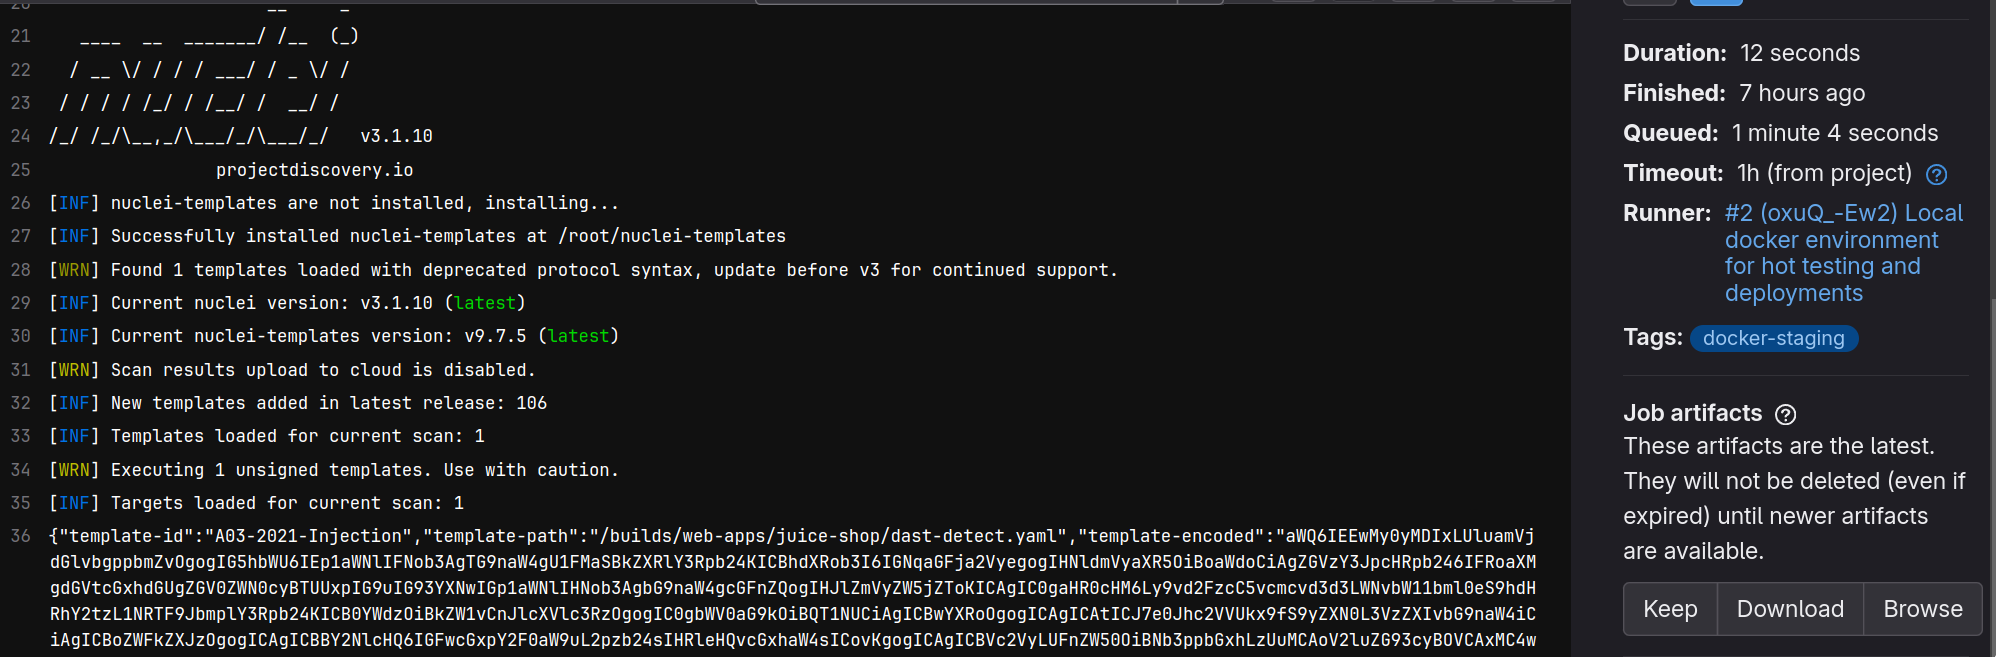 20                         __     _
21     ____  __  _______/ /__  (_)
22    / __ \/ / / / ___/ / _ \/ /
23   / / / / /_/ / /__/ /  __/ /
24  /_/ /_/\__,_/\___/_/\___/_/   v3.1.10
25                  projectdiscovery.io
26 [INF] nuclei-templates are not installed, installing...
27 [INF] Successfully installed nuclei-templates at /root/nuclei-templates
28 [WRN] Found 1 templates loaded with deprecated protocol syntax, update before v3 for continued support.
29 [INF] Current nuclei version: v3.1.10 (latest)
30 [INF] Current nuclei-templates version: v9.7.5 (latest)
31 [WRN] Scan results upload to cloud is disabled.
32 [INF] New templates added in latest release: 106
33 [INF] Templates loaded for current scan: 1
34 [WRN] Executing 1 unsigned templates. Use with caution.
35 [INF] Targets loaded for current scan: 1
36 {"template-id":"A03-2021-Injection","template-path":"/builds/web-apps/juice-shop/dast-detect.yaml","template-encoded":"aWQ6IEEwMy0yMDIxLUluamVj
dGlvbgppbmZvOgogIG5hbWU6IEp1aWNlIFNob3AgTG9naW4gU1FMaSBkZXRlY3Rpb24KICBhdXRob3I6IGNqaGFja2VyegogIHNldmVyaXR5OiBoaWdoCiAgZGVzY3JpcHRpb246IFRoaXMg
gdGVtcGxhdGUgZGV0ZWN0cyBTUUxpIG9uIG93YXNwIGp1aWNlIHNob3AgbG9naW4gcGFnZQogIHJlZmVyZW5jZToKICAgIC0gaHR0cHM6Ly9vd2FzcC5vcmcvd3d3LWNvbW11bml0eS9hdH
RhY2tzL1NRTF9JbmplY3Rpb24KICB0YWdzOiBkZW1vCnJlcXVlc3RzOgogIC0gbWV0aG9kOiBQT1NUCiAgICBwYXRoOgogICAgICAtICJ7e0Jhc2VVUkx9fS9yZXN0L3VzZXIvbG9naW4iC
iAgICBoZWFkZXJzOgogICAgICBBY2NlcHQ6IGFwcGxpY2F0aW9uL2pzb24sIHRleHQvcGxhaW4sICovKgogICAgICBVc2VyLUFnZW50OiBNb3ppbGxhLzUuMCAoV2luZG93cyBOVCAxMC4w
Duration: 12 seconds
Finished: 7 hours ago
Queued: 1 minute 4 seconds
Timeout: 1h (from project) ?
Runner: #2 (oxuQ_-Ew2) Local
docker environment
for hot testing and
deployments
Tags: docker-staging
Job artifacts ?
These artifacts are the latest.
They will not be deleted (even if
expired) until newer artifacts
are available.
Keep Download Browse